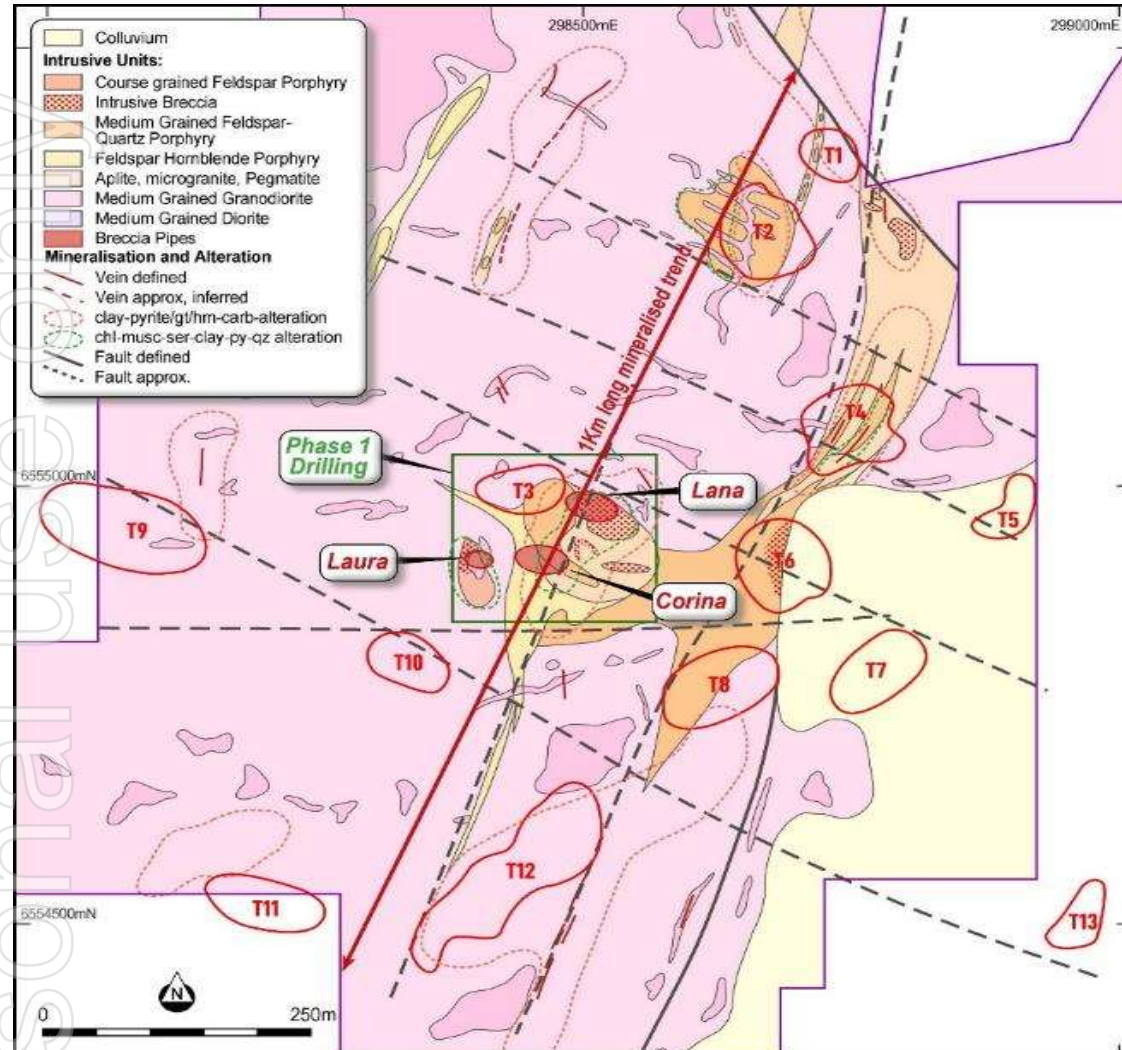 298500mE
299000mE
Colluvium
Intrusive Units:
Course grained Feldspar Porphyry
Intrusive Breccia
Medium Grained Feldspar-
Quartz Porphyry
Feldspar Hornblende Porphyry
Aplite, microgranite, Pegmatite
Medium Grained Granodiorite
Medium Grained Diorite
Breccia Pipes
Mineralisation and Alteration
Vein defined
Vein approx, inferred
clay-pyrite/gt/hm-carb-alteration
chl-musc-ser-clay-py-qz alteration
Fault defined
Fault approx.
T1
T2
1Km long mineralised trend
T4
Phase 1
Drilling
6555000mN
T3
Lana
T5
T9
Laura
T6
Corina
T10
T8
T7
T12
T11
6554500mN
T13
N
0
250m
sonal use only